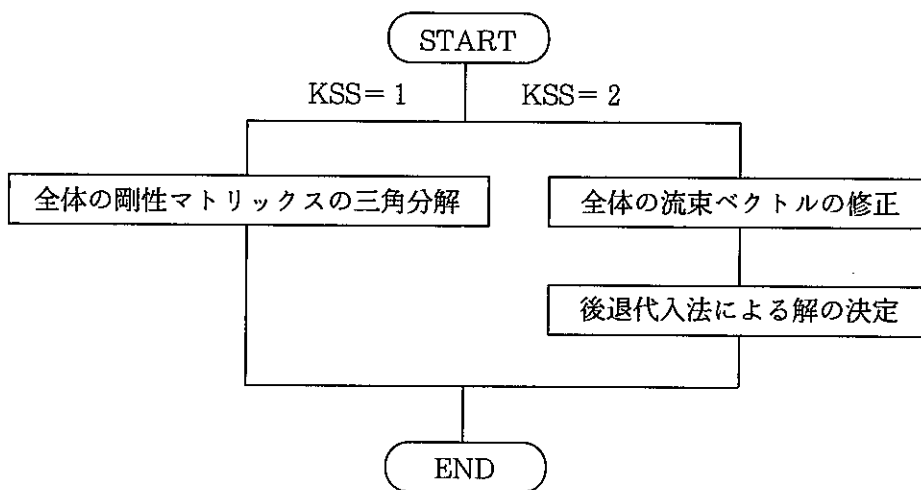 START
KSS= 1
KSS= 2
全体の剛性マトリックスの三角分解
全体の流束ベクトルの修正
後退代入法による解の決定
END